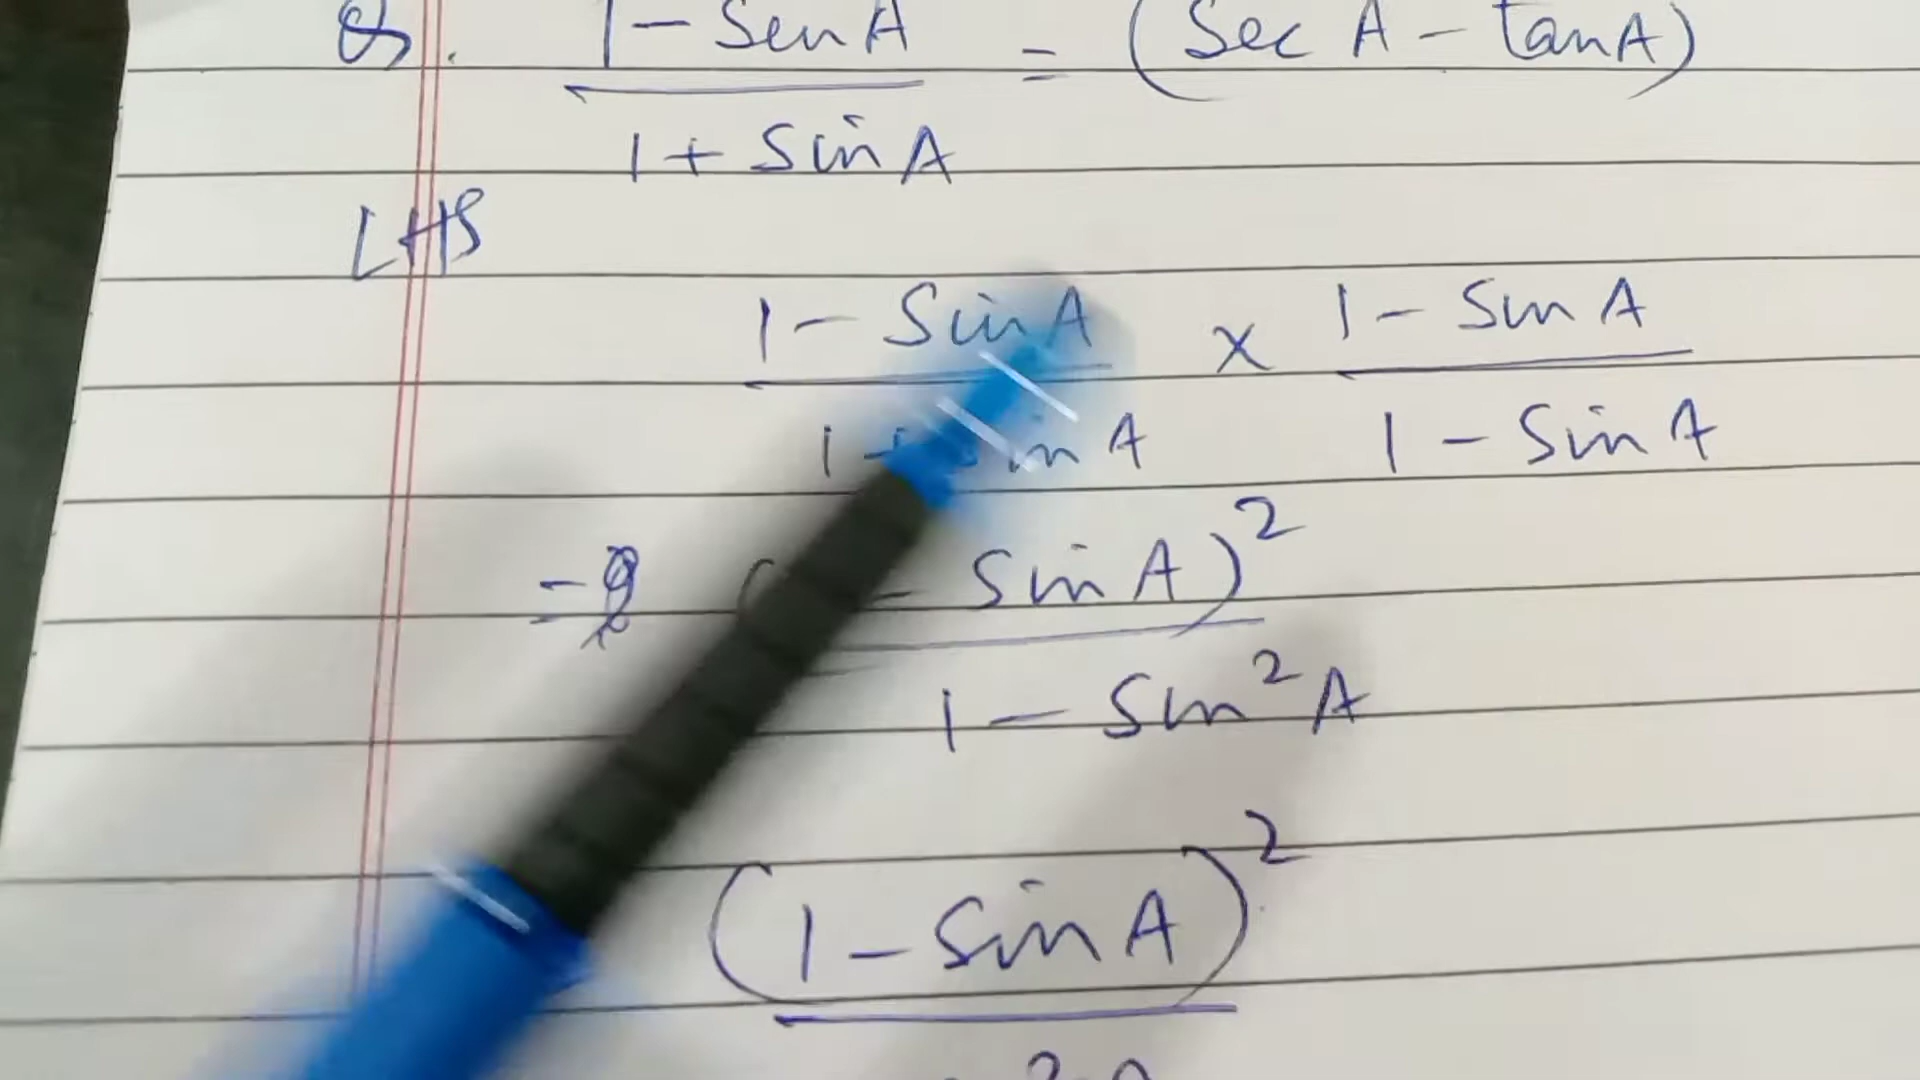 Q. 1 - Sin A / 1 + Sin A = (Sec A - tan A)
LHS
1 - Sin A / 1 + Sin A × 1 - Sin A / 1 - Sin A
- Sin A)² / 1 - Sin² A
(1 - Sin A)²